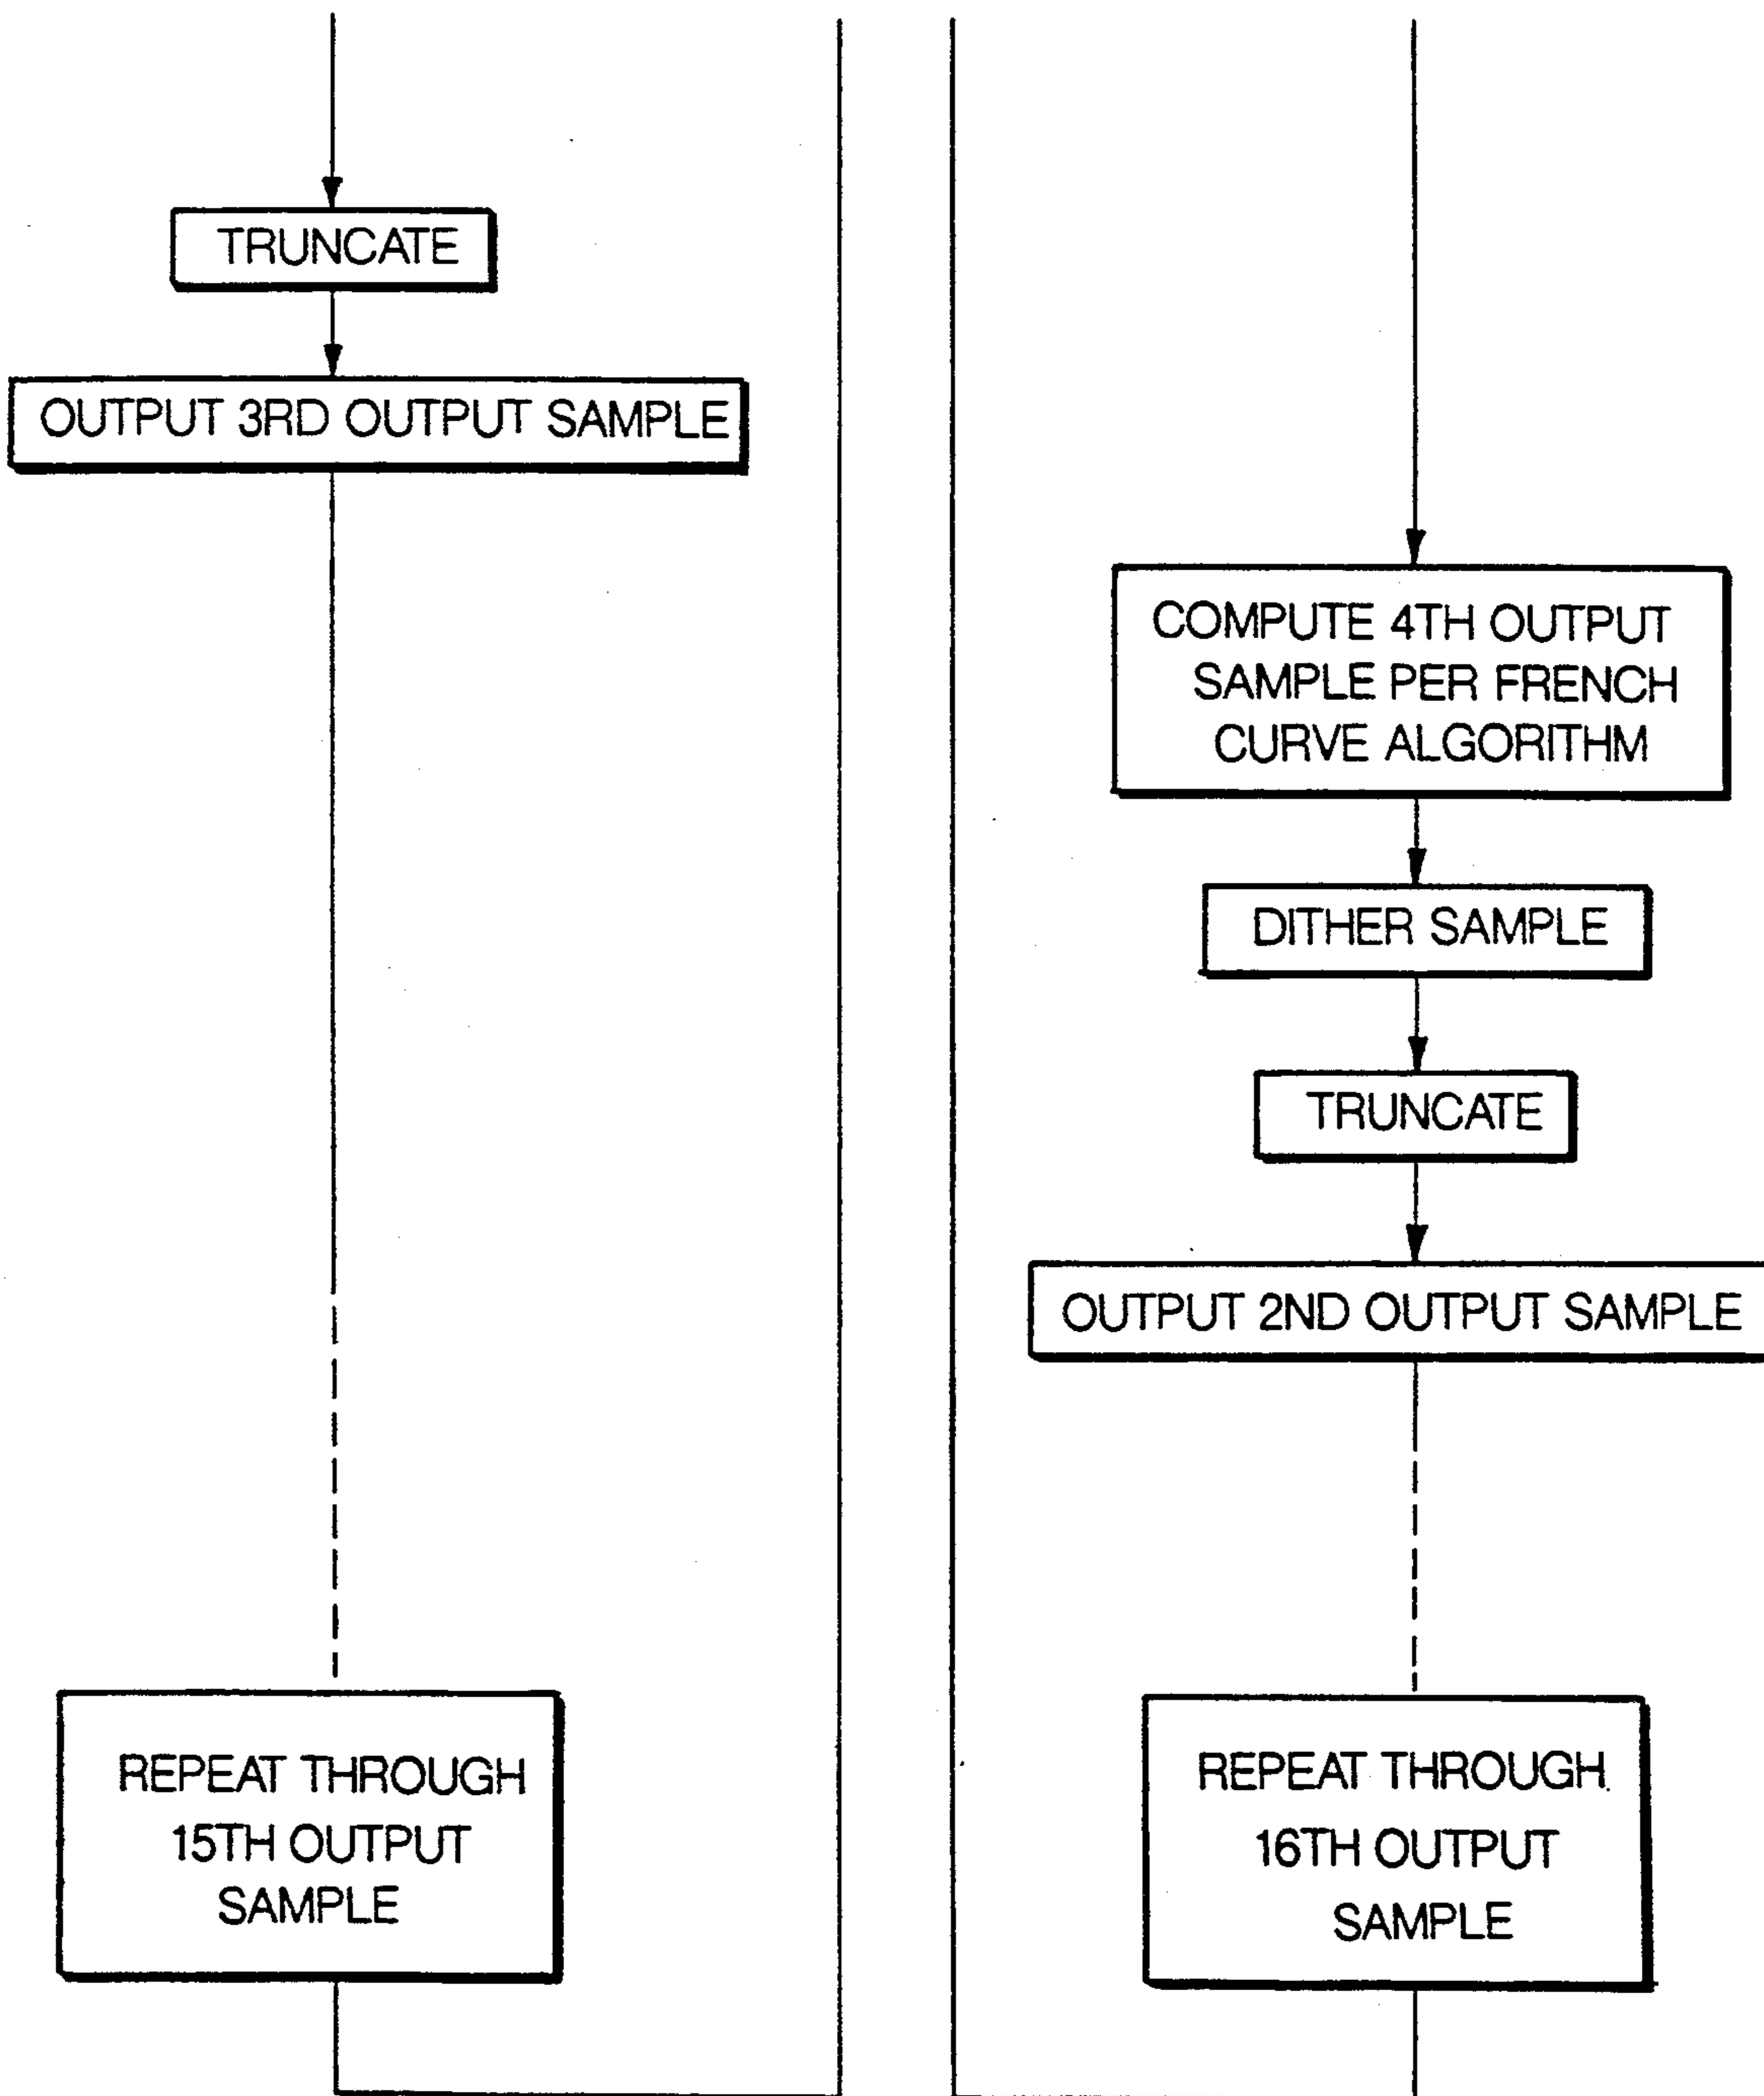 TRUNCATE
OUTPUT 3RD OUTPUT SAMPLE
REPEAT THROUGH
15TH OUTPUT
SAMPLE
COMPUTE 4TH OUTPUT
SAMPLE PER FRENCH
CURVE ALGORITHM
DITHER SAMPLE
TRUNCATE
OUTPUT 2ND OUTPUT SAMPLE
REPEAT THROUGH
16TH OUTPUT
SAMPLE